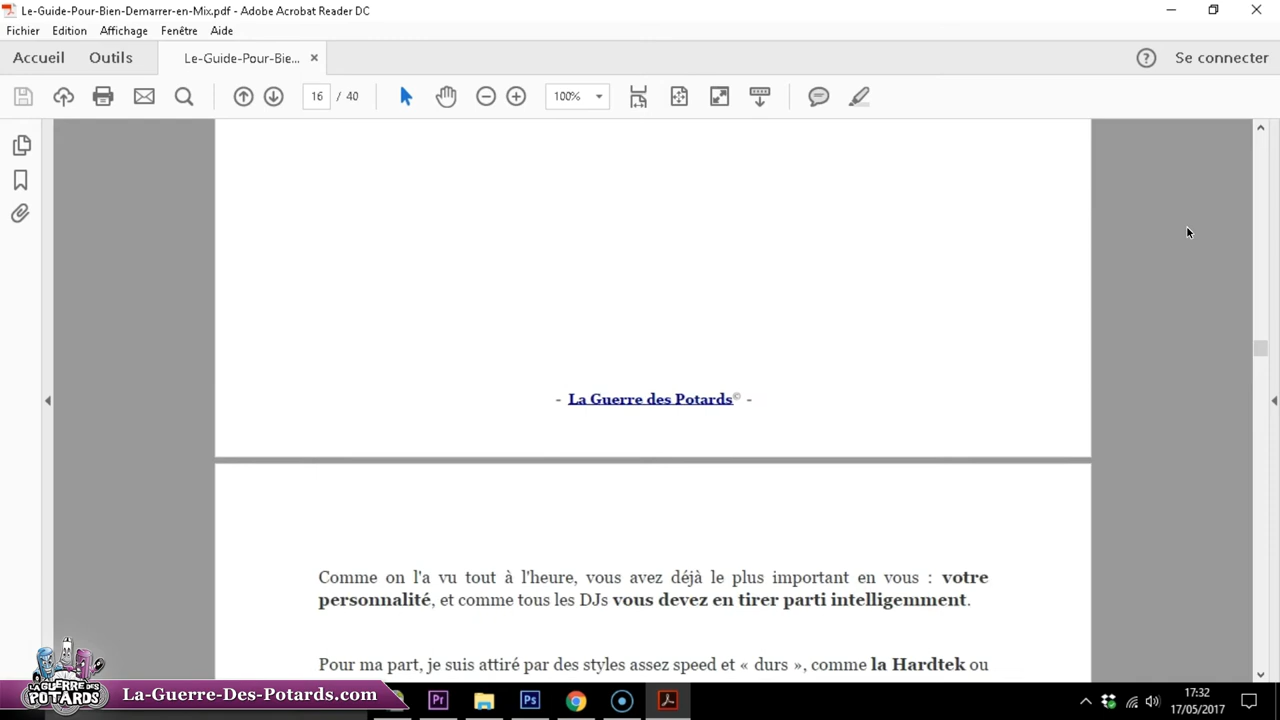 Le-Guide-Pour-Bien-Demarrer-en-Mix.pdf - Adobe Acrobat Reader DC
Fichier Edition Affichage Fenêtre Aide
Accueil Outils Le-Guide-Pour-Bie... × ? Se connecter
16 / 40 100%
- La Guerre des Potards© -
Comme on l'a vu tout à l'heure, vous avez déjà le plus important en vous : votre
personnalité, et comme tous les DJs vous devez en tirer parti intelligemment.
Pour ma part, je suis attiré par des styles assez speed et « durs », comme la Hardtek ou
LA GUERRE DES
POTARDS
La-Guerre-Des-Potards.com
Pr Ps
17:32
17/05/2017